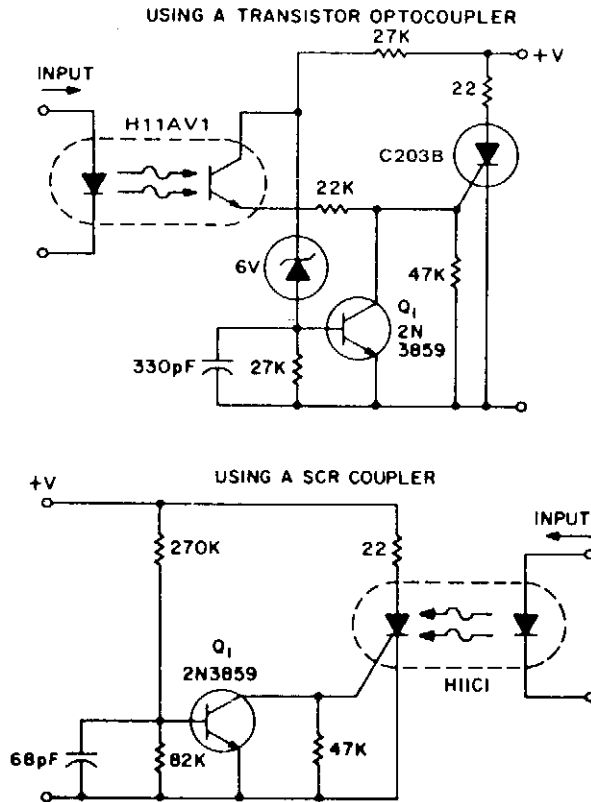 USING A TRANSISTOR OPTOCOUPLER
27K
+V
INPUT
22
H11AV1
C203B
22K
6V
47K
Q1
2N
3859
330pF
27K
USING A SCR COUPLER
+V
INPUT
270K
22
Q1
2N3859
H11C1
68pF
82K
47K